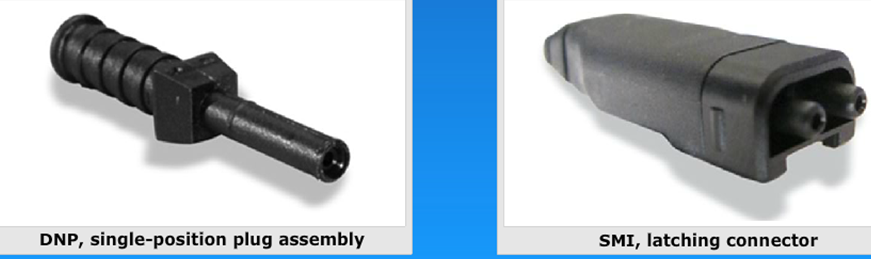 DNP, single-position plug assembly
SMI, latching connector